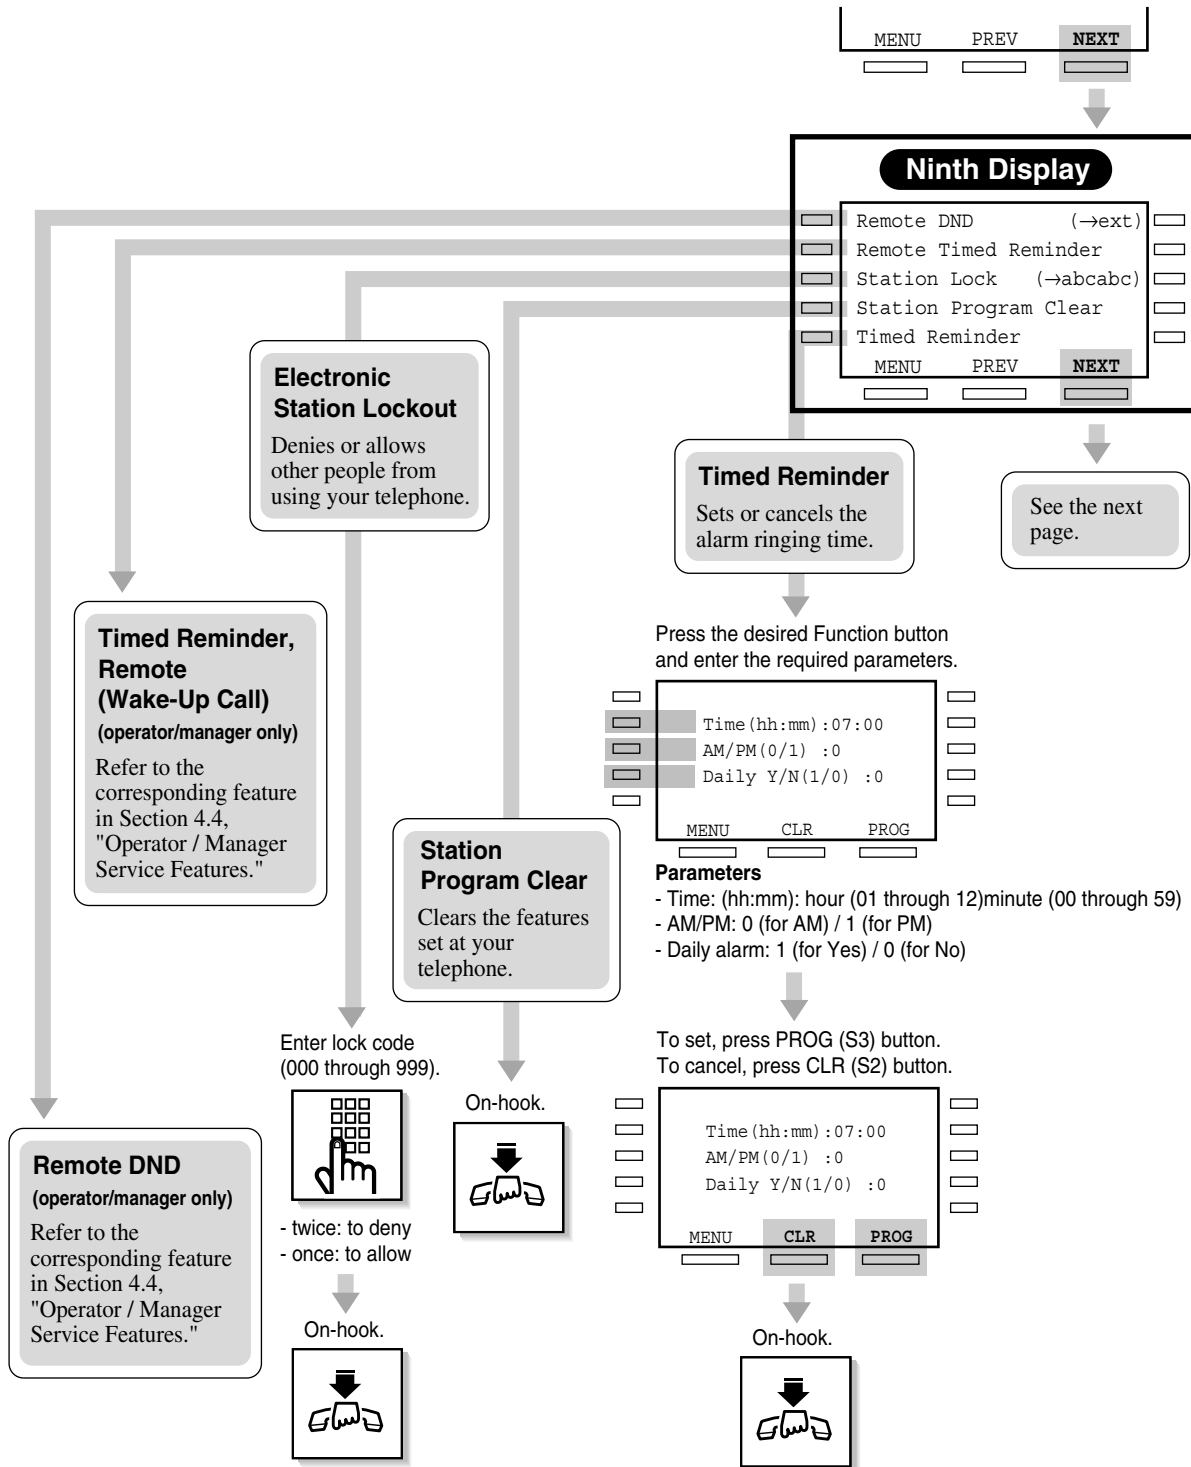 MENU PREV NEXT
Ninth Display
Remote DND (→ext)
Remote Timed Reminder
Station Lock (→abcabc)
Station Program Clear
Timed Reminder
MENU PREV NEXT
Electronic
Station Lockout
Denies or allows
other people from
using your telephone.
Timed Reminder
Sets or cancels the
alarm ringing time.
See the next
page.
Timed Reminder,
Remote
(Wake-Up Call)
(operator/manager only)
Refer to the
corresponding feature
in Section 4.4,
"Operator / Manager
Service Features."
Press the desired Function button
and enter the required parameters.
Time(hh:mm):07:00
AM/PM(0/1) :0
Daily Y/N(1/0) :0
MENU CLR PROG
Parameters
- Time: (hh:mm): hour (01 through 12)minute (00 through 59)
- AM/PM: 0 (for AM) / 1 (for PM)
- Daily alarm: 1 (for Yes) / 0 (for No)
Station
Program Clear
Clears the features
set at your
telephone.
Enter lock code
(000 through 999).
- twice: to deny
- once: to allow
On-hook.
On-hook.
To set, press PROG (S3) button.
To cancel, press CLR (S2) button.
Time(hh:mm):07:00
AM/PM(0/1) :0
Daily Y/N(1/0) :0
MENU CLR PROG
On-hook.
Remote DND
(operator/manager only)
Refer to the
corresponding feature
in Section 4.4,
"Operator / Manager
Service Features."